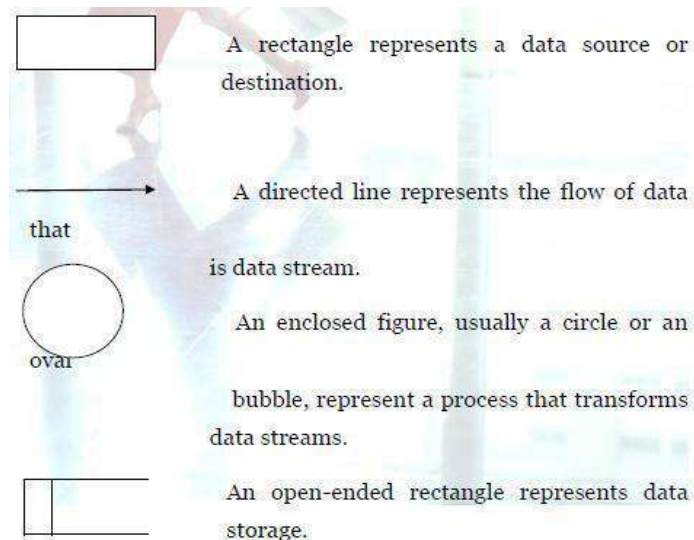 A rectangle represents a data source or
destination.
A directed line represents the flow of data
that
is data stream.
An enclosed figure, usually a circle or an
oval
bubble, represent a process that transforms
data streams.
An open-ended rectangle represents data
storage.